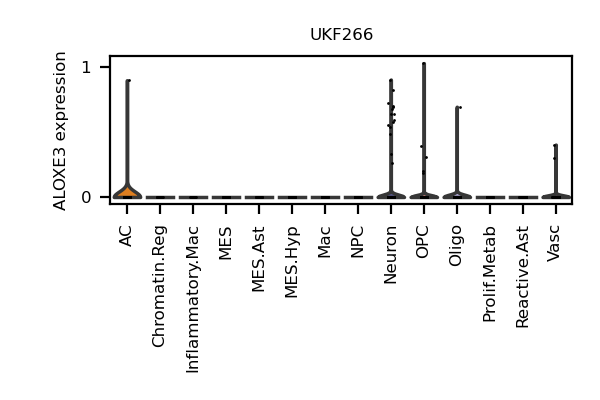 UKF266
ALOXE3 expression
1
0
AC
Chromatin.Reg
Inflammatory.Mac
MES
MES.Ast
MES.Hyp
Mac
NPC
Neuron
OPC
Oligo
Prolif.Metab
Reactive.Ast
Vasc